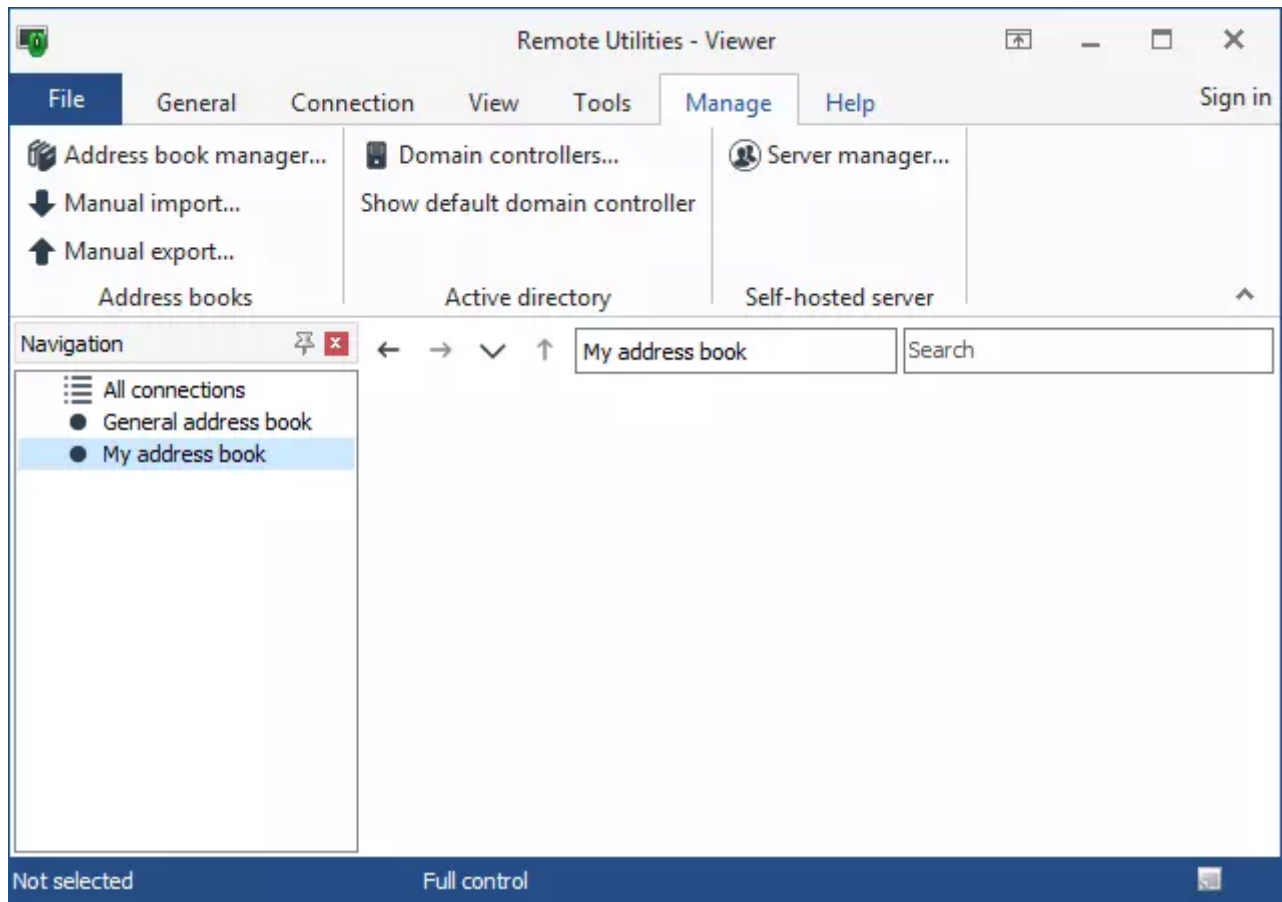 Remote Utilities - Viewer
File General Connection View Tools Manage Help Sign in
Address book manager... Domain controllers... Server manager...
Manual import... Show default domain controller
Manual export...
Address books Active directory Self-hosted server
Navigation My address book Search
All connections
General address book
My address book
Not selected Full control